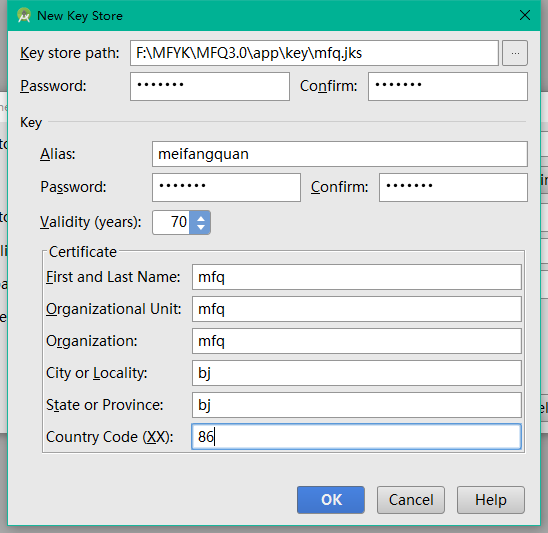 New Key Store
Key store path: F:\MFYK\MFQ3.0\app\key\mfq.jks ...
Password: ••••••• Confirm: •••••••
Key
Alias: meifangquan
Password: ••••••• Confirm: •••••••
Validity (years): 70
Certificate
First and Last Name: mfq
Organizational Unit: mfq
Organization: mfq
City or Locality: bj
State or Province: bj
Country Code (XX): 86
OK Cancel Help